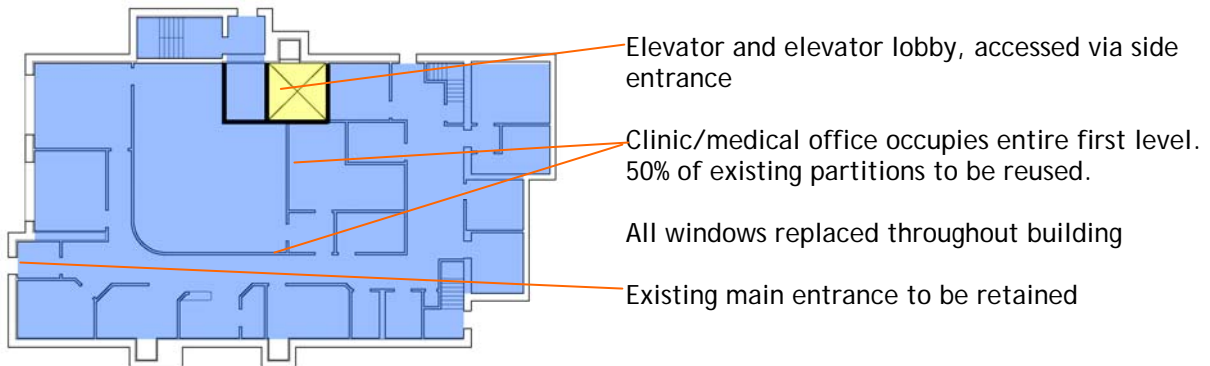 Elevator and elevator lobby, accessed via side
entrance
Clinic/medical office occupies entire first level.
50% of existing partitions to be reused.
All windows replaced throughout building
Existing main entrance to be retained